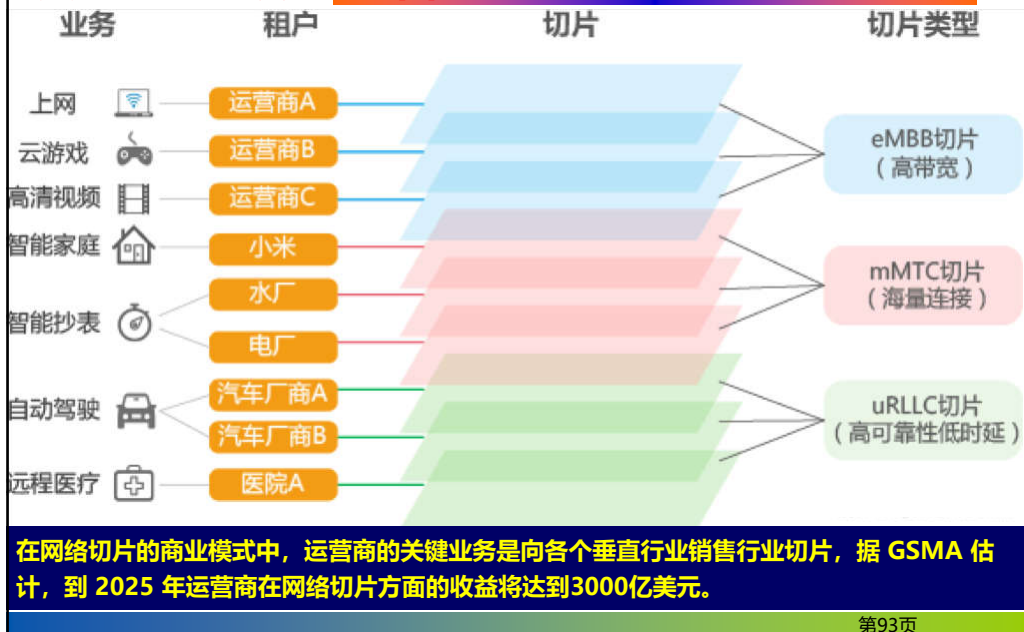 业务 租户 切片 切片类型
上网 运营商A
云游戏 运营商B
高清视频 运营商C
eMBB切片
（高带宽）
智能家庭 小米
智能抄表 水厂
电厂
mMTC切片
（海量连接）
自动驾驶 汽车厂商A
汽车厂商B
远程医疗 医院A
uRLLC切片
（高可靠性低时延）
在网络切片的商业模式中，运营商的关键业务是向各个垂直行业销售行业切片，据 GSMA 估
计，到 2025 年运营商在网络切片方面的收益将达到3000亿美元。
第93页